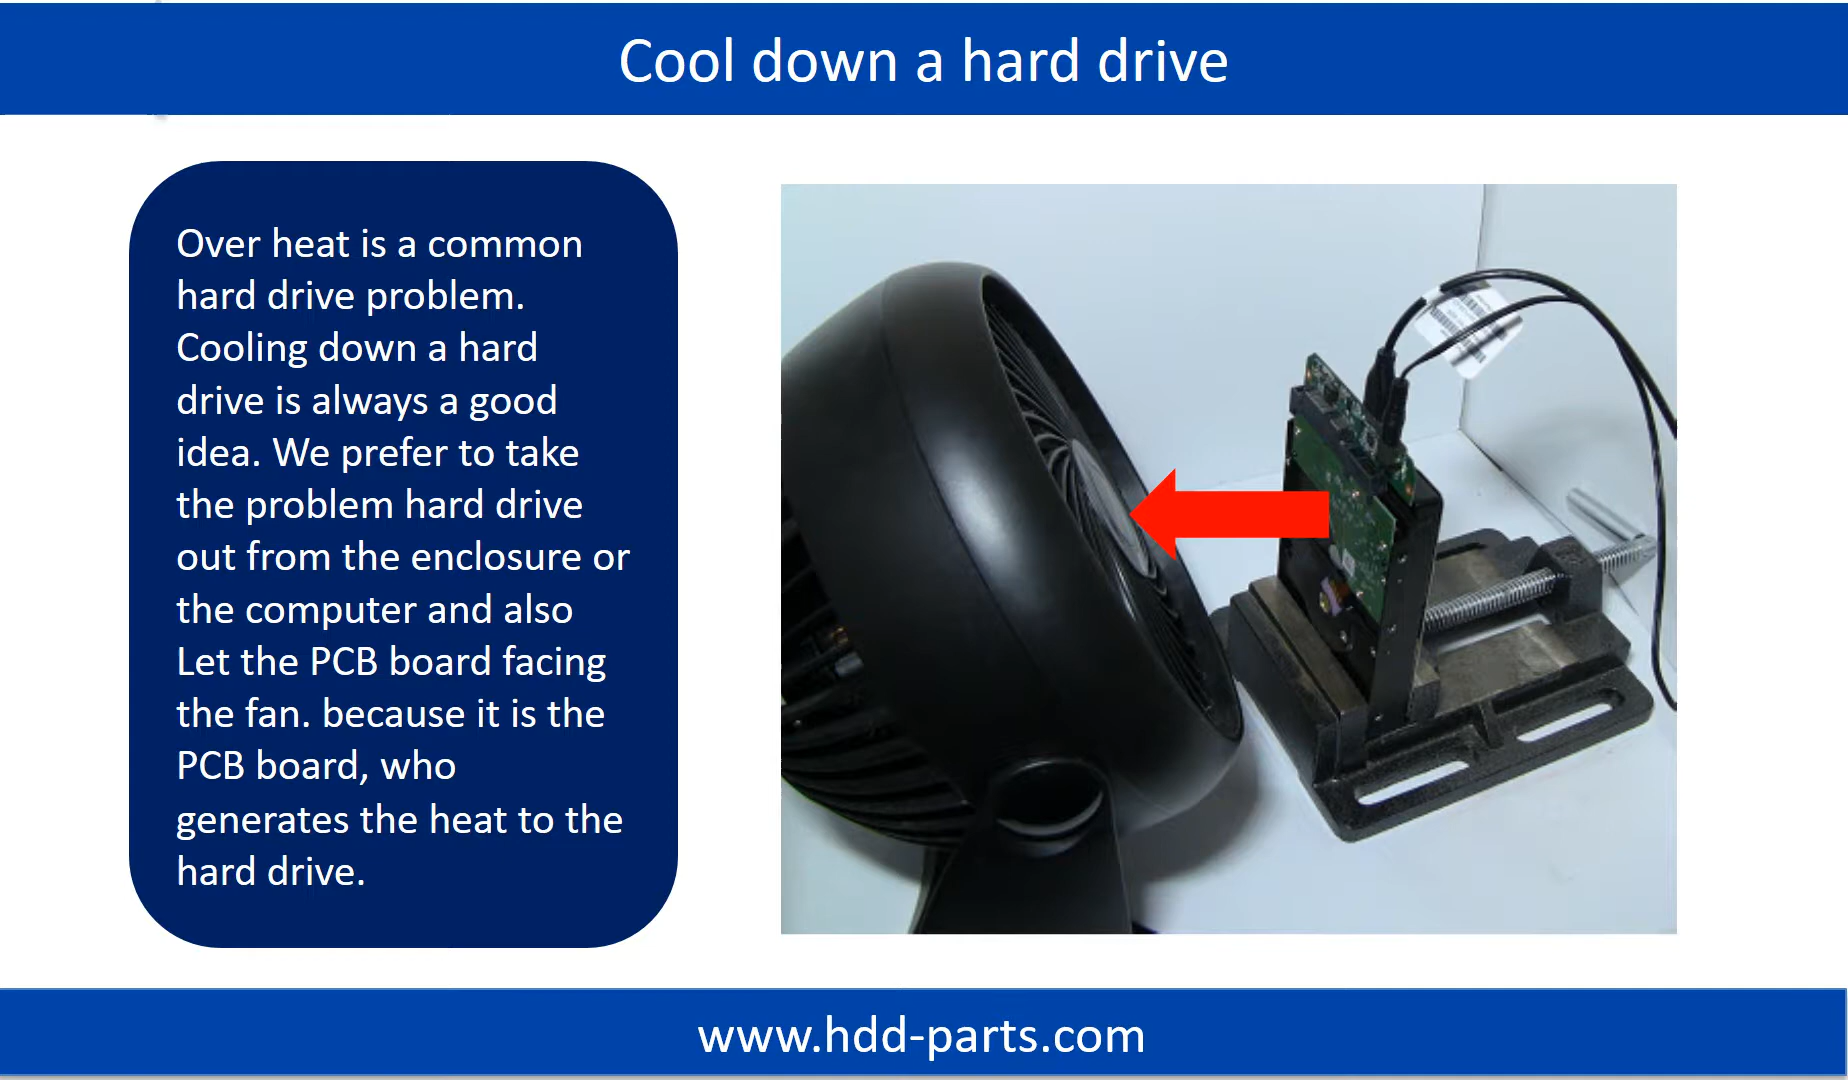 Cool down a hard drive
Over heat is a common
hard drive problem.
Cooling down a hard
drive is always a good
idea. We prefer to take
the problem hard drive
out from the enclosure or
the computer and also
Let the PCB board facing
the fan. because it is the
PCB board, who
generates the heat to the
hard drive.
www.hdd-parts.com